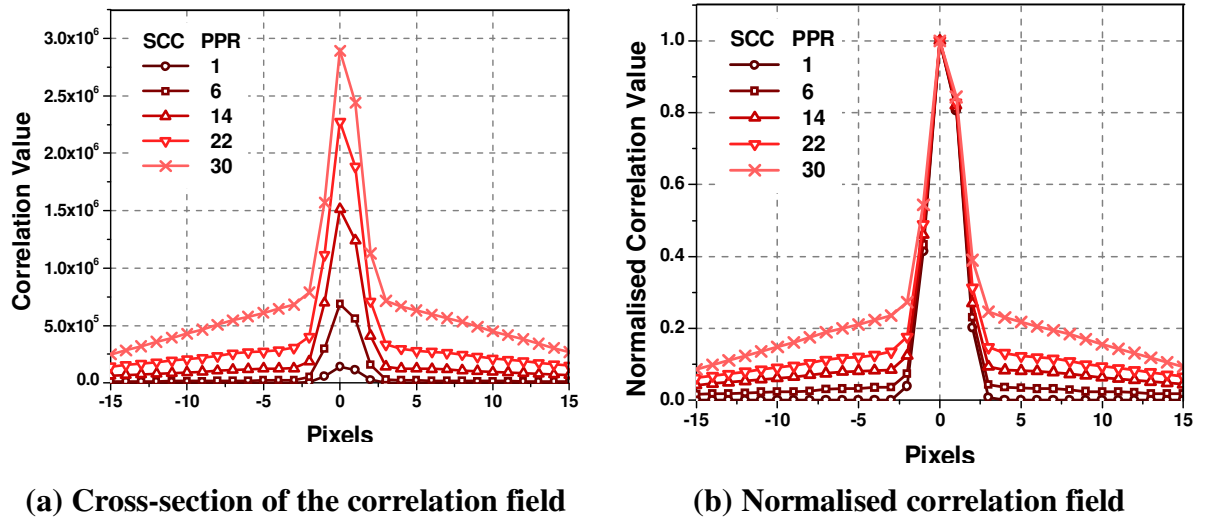 3.0x10⁶
2.5x10⁶
2.0x10⁶
1.5x10⁶
1.0x10⁶
5.0x10⁵
0.0
Correlation Value
SCC PPR
1
6
14
22
30
-15 -10 -5 0 5 10 15
Pixels
(a) Cross-section of the correlation field
1.0
0.8
0.6
0.4
0.2
0.0
Normalised Correlation Value
SCC PPR
1
6
14
22
30
-15 -10 -5 0 5 10 15
Pixels
(b) Normalised correlation field